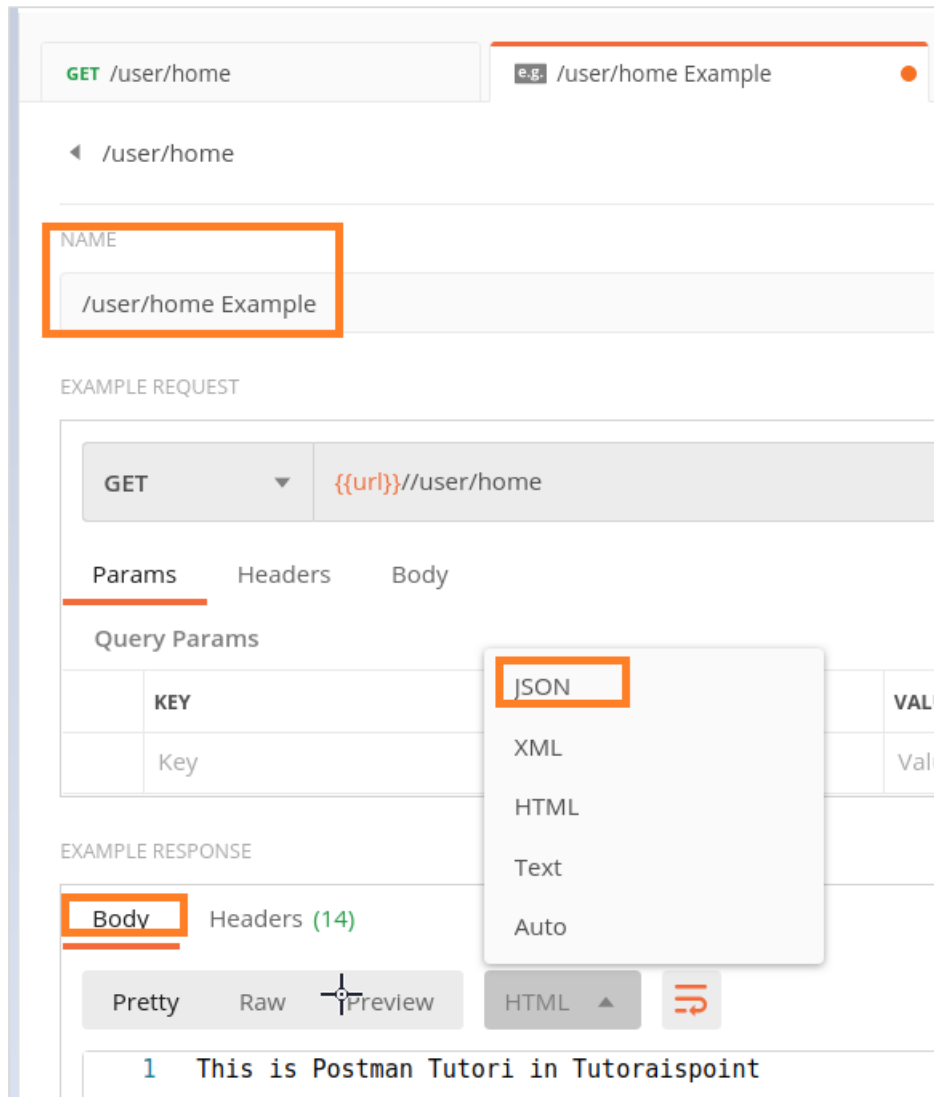 GET /user/home
e.g. /user/home Example
/user/home
NAME
/user/home Example
EXAMPLE REQUEST
GET {{url}}//user/home
Params Headers Body
Query Params
KEY VAL
Key Val
JSON
XML
HTML
Text
Auto
EXAMPLE RESPONSE
Body Headers (14)
Pretty Raw Preview HTML
1 This is Postman Tutori in Tutoraispoint